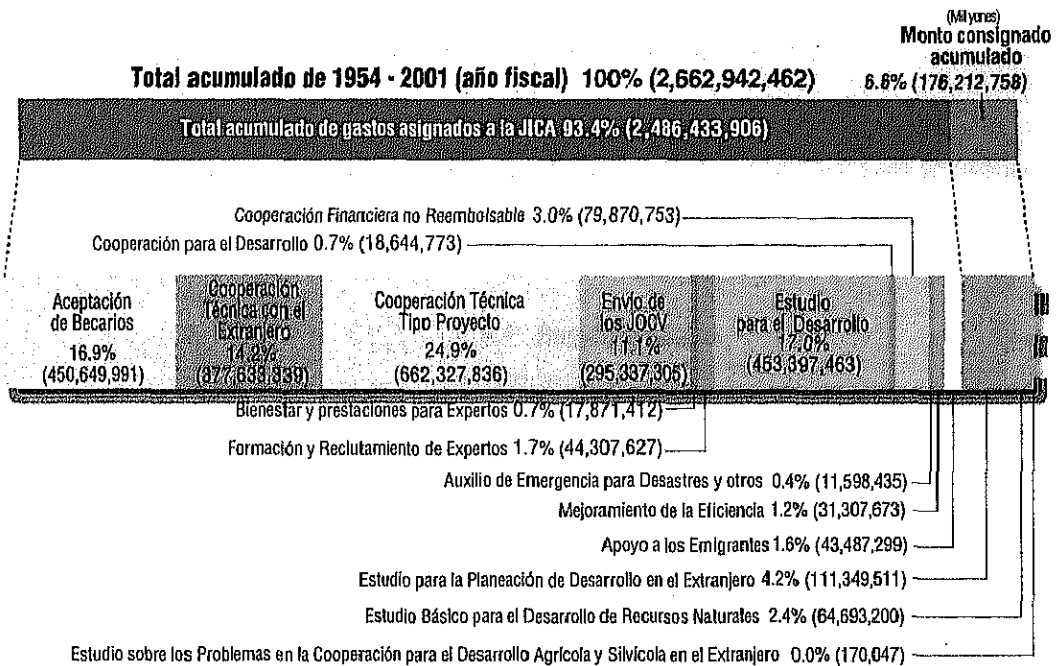 (Mil yenes)
Monto consignado
acumulado
6.6% (176,212,758)
Total acumulado de 1954 - 2001 (año fiscal) 100% (2,662,942,462)
Total acumulado de gastos asignados a la JICA 93.4% (2,486,433,906)
Cooperación Financiera no Reembolsable 3.0% (79,870,753)
Cooperación para el Desarrollo 0.7% (18,644,773)
Aceptación
de Becarios
16.9%
(450,649,991)
Cooperación
Técnica con el
Extranjero
14.2%
(377,633,839)
Cooperación Técnica
Tipo Proyecto
24.9%
(662,327,836)
Envío de
los JOCV
11.1%
(295,337,306)
Estudio
para el Desarrollo
17.0%
(453,397,463)
Bienestar y prestaciones para Expertos 0.7% (17,871,412)
Formación y Reclutamiento de Expertos 1.7% (44,307,627)
Auxilio de Emergencia para Desastres y otros 0.4% (11,598,435)
Mejoramiento de la Eficiencia 1.2% (31,307,673)
Apoyo a los Emigrantes 1.6% (43,487,299)
Estudio para la Planeación de Desarrollo en el Extranjero 4.2% (111,349,511)
Estudio Básico para el Desarrollo de Recursos Naturales 2.4% (64,693,200)
Estudio sobre los Problemas en la Cooperación para el Desarrollo Agrícola y Silvícola en el Extranjero 0.0% (170,047)